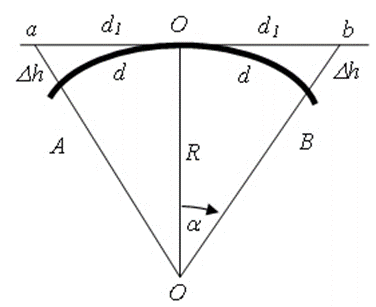 a d₁ O d₁ b
Δh d d Δh
A R B
α
O